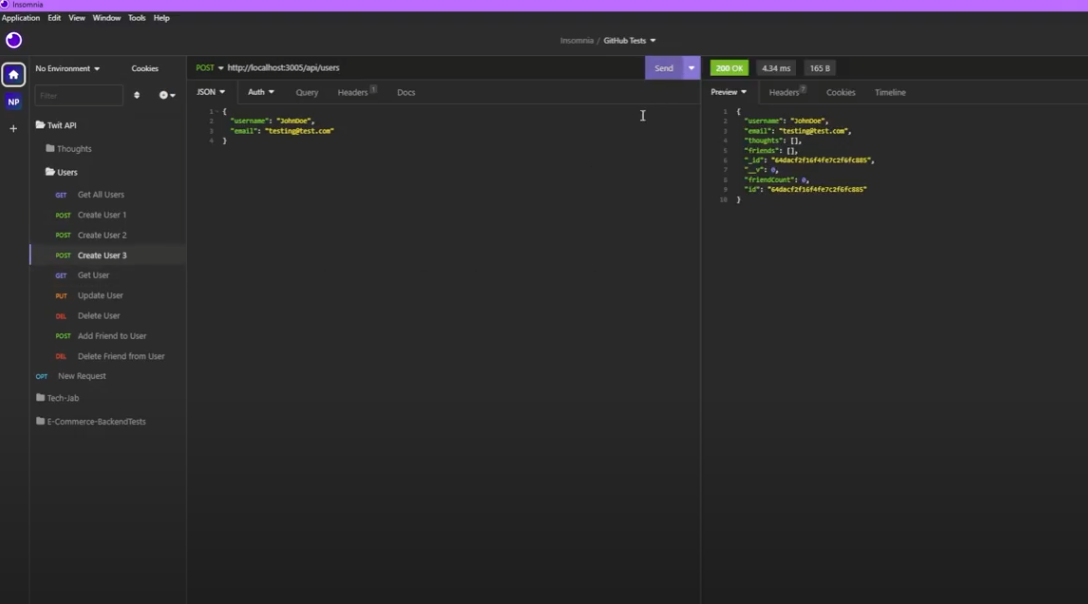 Insomnia
Application Edit View Window Tools Help
Insomnia / GitHub Tests
No Environment Cookies
POST http://localhost:3005/api/users Send
200 OK 4.34 ms 165 B
Filter
JSON Auth Query Headers 1 Docs
Preview Headers 7 Cookies Timeline
NP
Twit API
Thoughts
Users
GET Get All Users
POST Create User 1
POST Create User 2
POST Create User 3
GET Get User
PUT Update User
DEL Delete User
POST Add Friend to User
DEL Delete Friend from User
OPT New Request
Tech-Jab
E-Commerce-BackendTests
1 {
2 "username": "JohnDoe",
3 "email": "testing@test.com"
4 }
1 {
2 "username": "JohnDoe",
3 "email": "testing@test.com",
4 "thoughts": [],
5 "friends": [],
6 "_id": "64dacf2f16f4fe7c2f6fc885",
7 "__v": 0,
8 "friendCount": 0,
9 "id": "64dacf2f16f4fe7c2f6fc885"
10 }